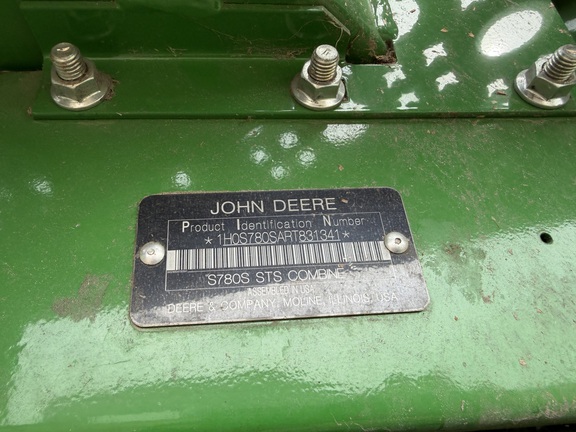 JOHN DEERE
Product Identification Number
*1H0S780SART831341*
S780S STS COMBINE
ASSEMBLED IN USA
DEERE & COMPANY, MOLINE, ILLINOIS, USA